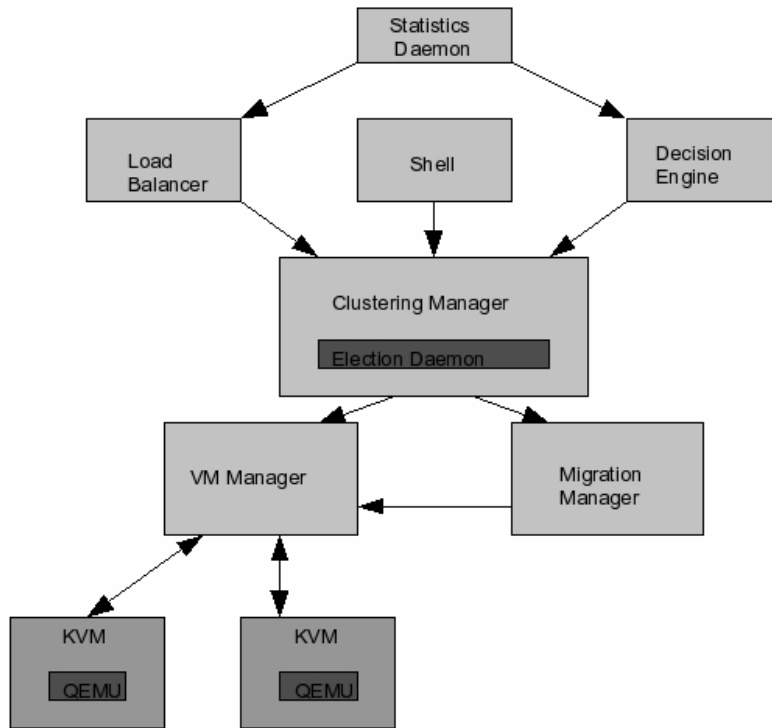 Statistics
Daemon
Load
Balancer
Shell
Decision
Engine
Clustering Manager
Election Daemon
VM Manager
Migration
Manager
KVM
QEMU
KVM
QEMU